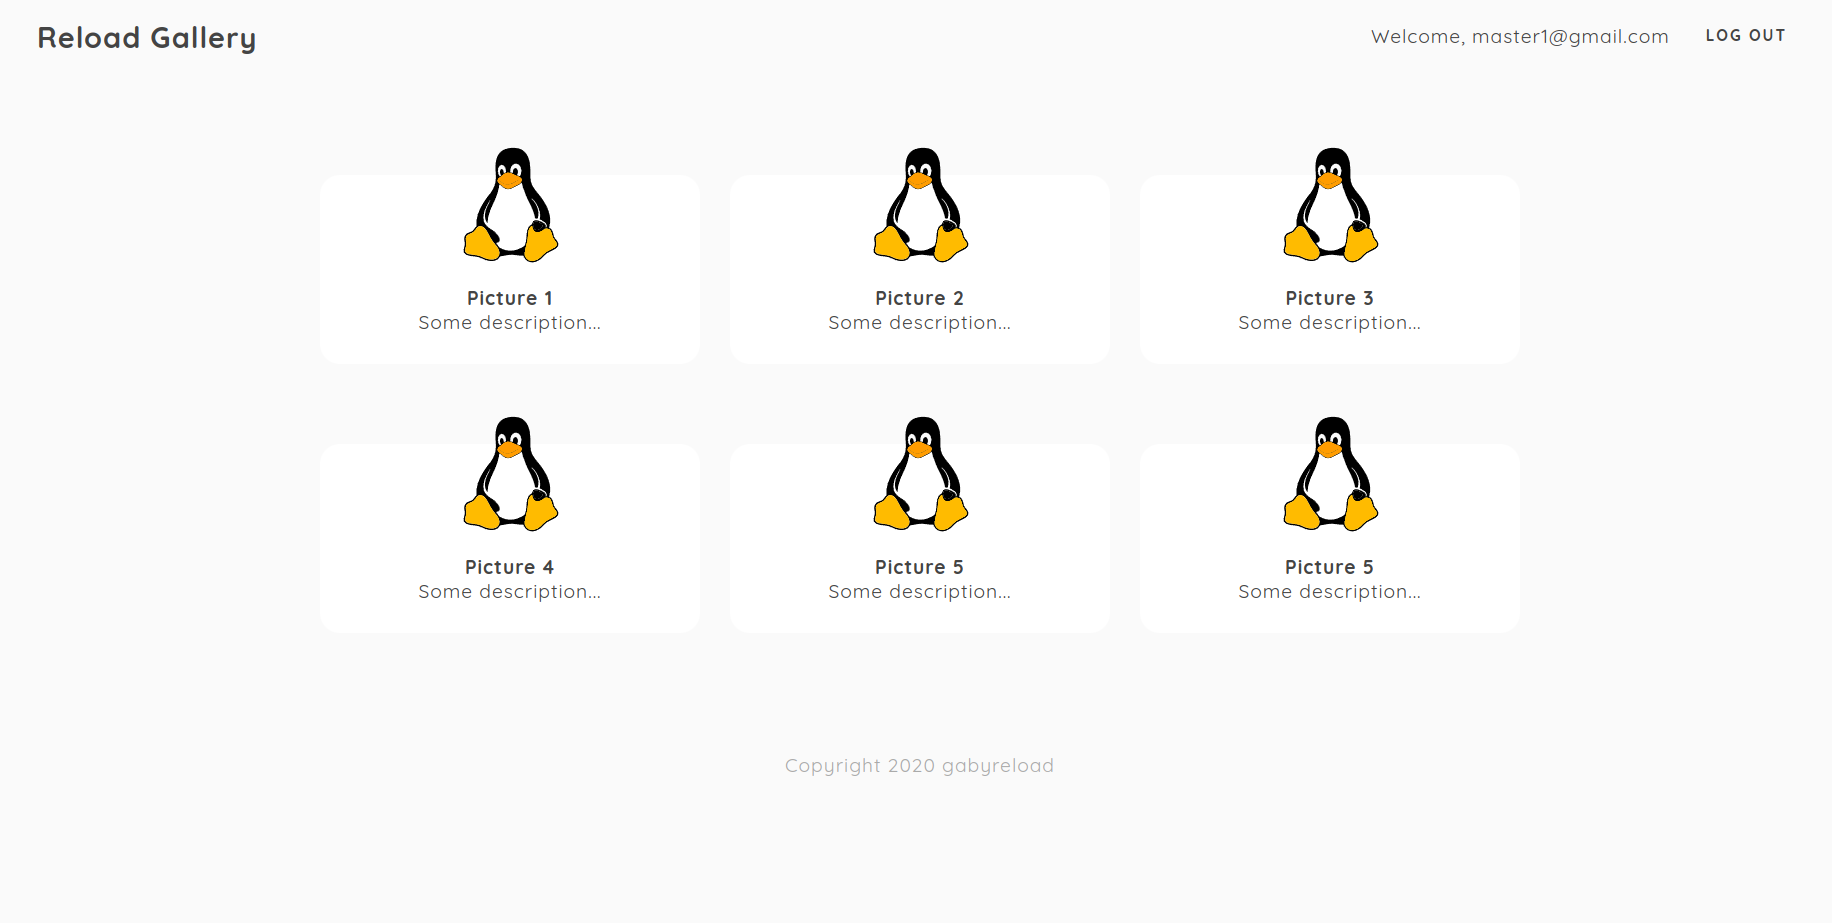 Reload Gallery
Welcome, master1@gmail.com
LOG OUT
Picture 1
Some description...
Picture 2
Some description...
Picture 3
Some description...
Picture 4
Some description...
Picture 5
Some description...
Picture 5
Some description...
Copyright 2020 gabyreload